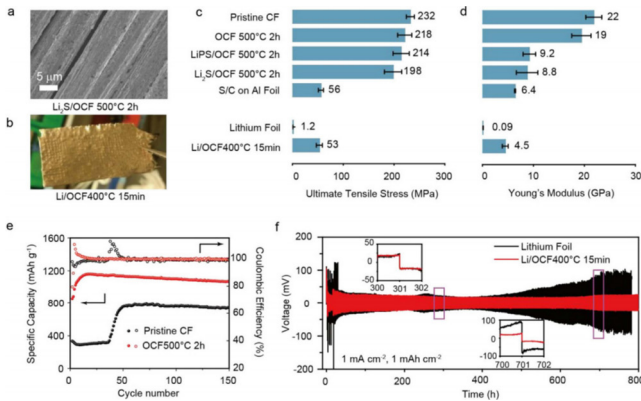 a
5 μm
Li₂S/OCF 500°C 2h
b
Li/OCF400°C 15min
c
Pristine CF
OCF 500°C 2h
LiPS/OCF 500°C 2h
Li₂S/OCF 500°C 2h
S/C on Al Foil
Lithium Foil
Li/OCF400°C 15min
232
218
214
198
56
1.2
53
0 100 200 300
Ultimate Tensile Stress (MPa)
d
22
19
9.2
8.8
6.4
0.09
4.5
0 10 20 30
Young's Modulus (GPa)
e
1600
1200
800
400
0
Specific Capacity (mAh g⁻¹)
100
80
60
40
20
Coulombic Efficiency (%)
Pristine CF
OCF500°C 2h
0 50 100 150
Cycle number
f
200
100
0
-100
-200
Voltage (mV)
50
0
-50
300 301 302
Lithium Foil
Li/OCF400°C 15min
100
0
-100
700 701 702
1 mA cm⁻², 1 mAh cm⁻²
0 200 400 600 800
Time (h)